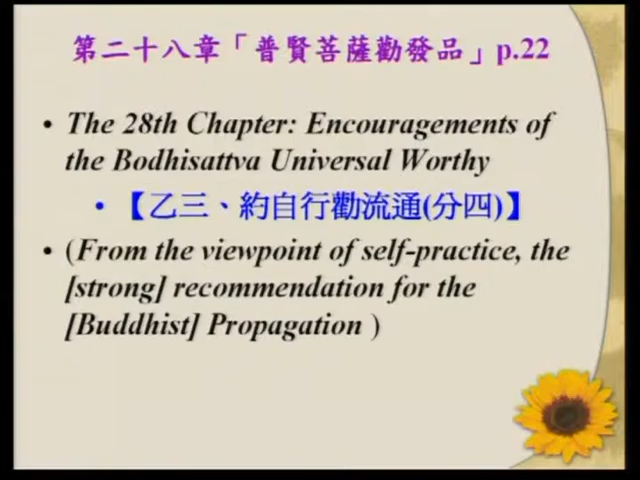 第二十八章「普賢菩薩勸發品」p.22
• The 28th Chapter: Encouragements of
the Bodhisattva Universal Worthy
•【乙三、約自行勸流通(分四)】
• (From the viewpoint of self-practice, the
[strong] recommendation for the
[Buddhist] Propagation )